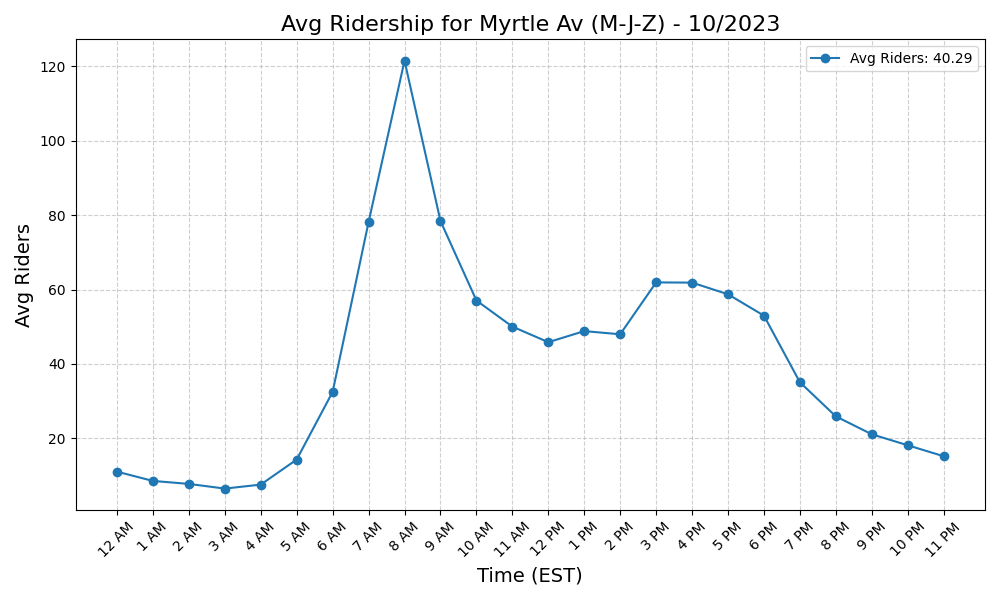 Avg Ridership for Myrtle Av (M-J-Z) - 10/2023
Avg Riders: 40.29
Avg Riders
120
100
80
60
40
20
12 AM
1 AM
2 AM
3 AM
4 AM
5 AM
6 AM
7 AM
8 AM
9 AM
10 AM
11 AM
12 PM
1 PM
2 PM
3 PM
4 PM
5 PM
6 PM
7 PM
8 PM
9 PM
10 PM
11 PM
Time (EST)